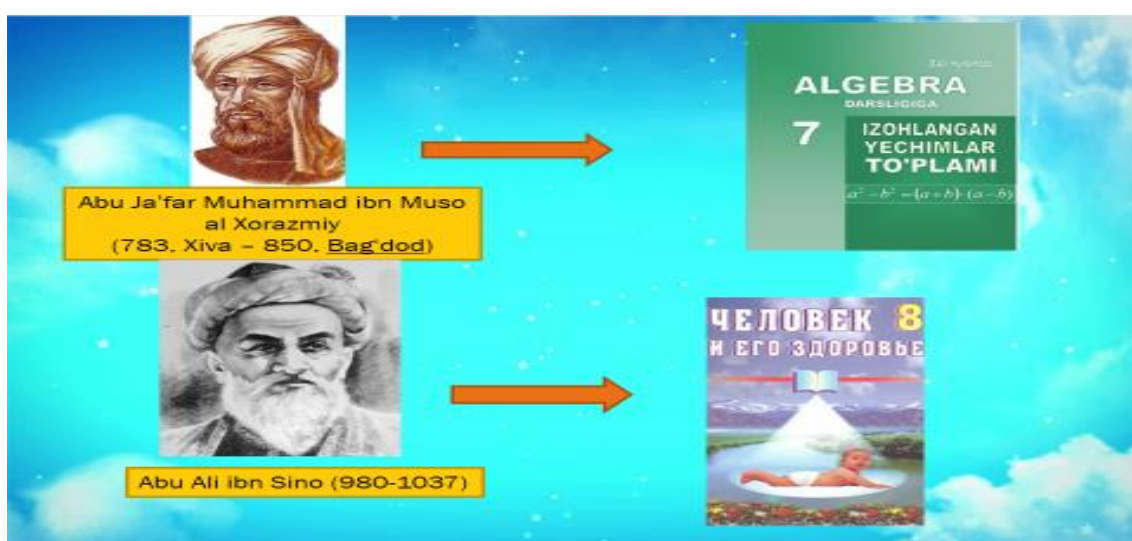 Abu Ja'far Muhammad ibn Muso
al Xorazmiy
(783, Xiva – 850, Bag'dod)
ALGEBRA
DARSLIGIGA
7
IZOHLANGAN
YECHIMLAR
TO'PLAMI
a² − b² = (a + b)·(a − b)
Abu Ali ibn Sino (980-1037)
ЧЕЛОВЕК 8
И ЕГО ЗДОРОВЬЕ